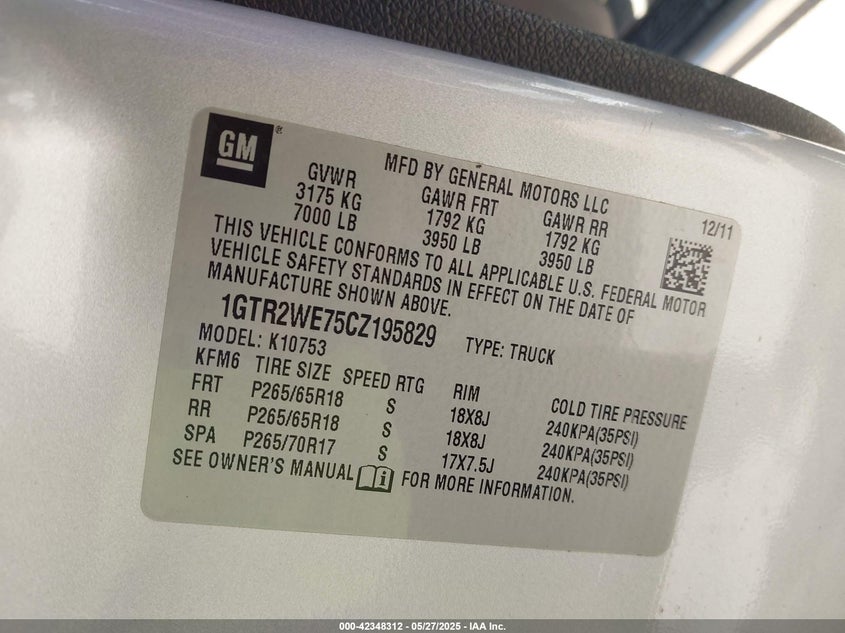 GM ®
MFD BY GENERAL MOTORS LLC
GVWR GAWR FRT GAWR RR 12/11
3175 KG 1792 KG 1792 KG
7000 LB 3950 LB 3950 LB
THIS VEHICLE CONFORMS TO ALL APPLICABLE U.S. FEDERAL MOTOR
VEHICLE SAFETY STANDARDS IN EFFECT ON THE DATE OF
MANUFACTURE SHOWN ABOVE.
1GTR2WE75CZ195829 TYPE: TRUCK
MODEL: K10753
KFM6 TIRE SIZE SPEED RTG RIM COLD TIRE PRESSURE
FRT P265/65R18 S 18X8J 240KPA(35PSI)
RR P265/65R18 S 18X8J 240KPA(35PSI)
SPA P265/70R17 S 17X7.5J 240KPA(35PSI)
SEE OWNER'S MANUAL i FOR MORE INFORMATION.
000-42348312 - 05/27/2025 - IAA Inc.